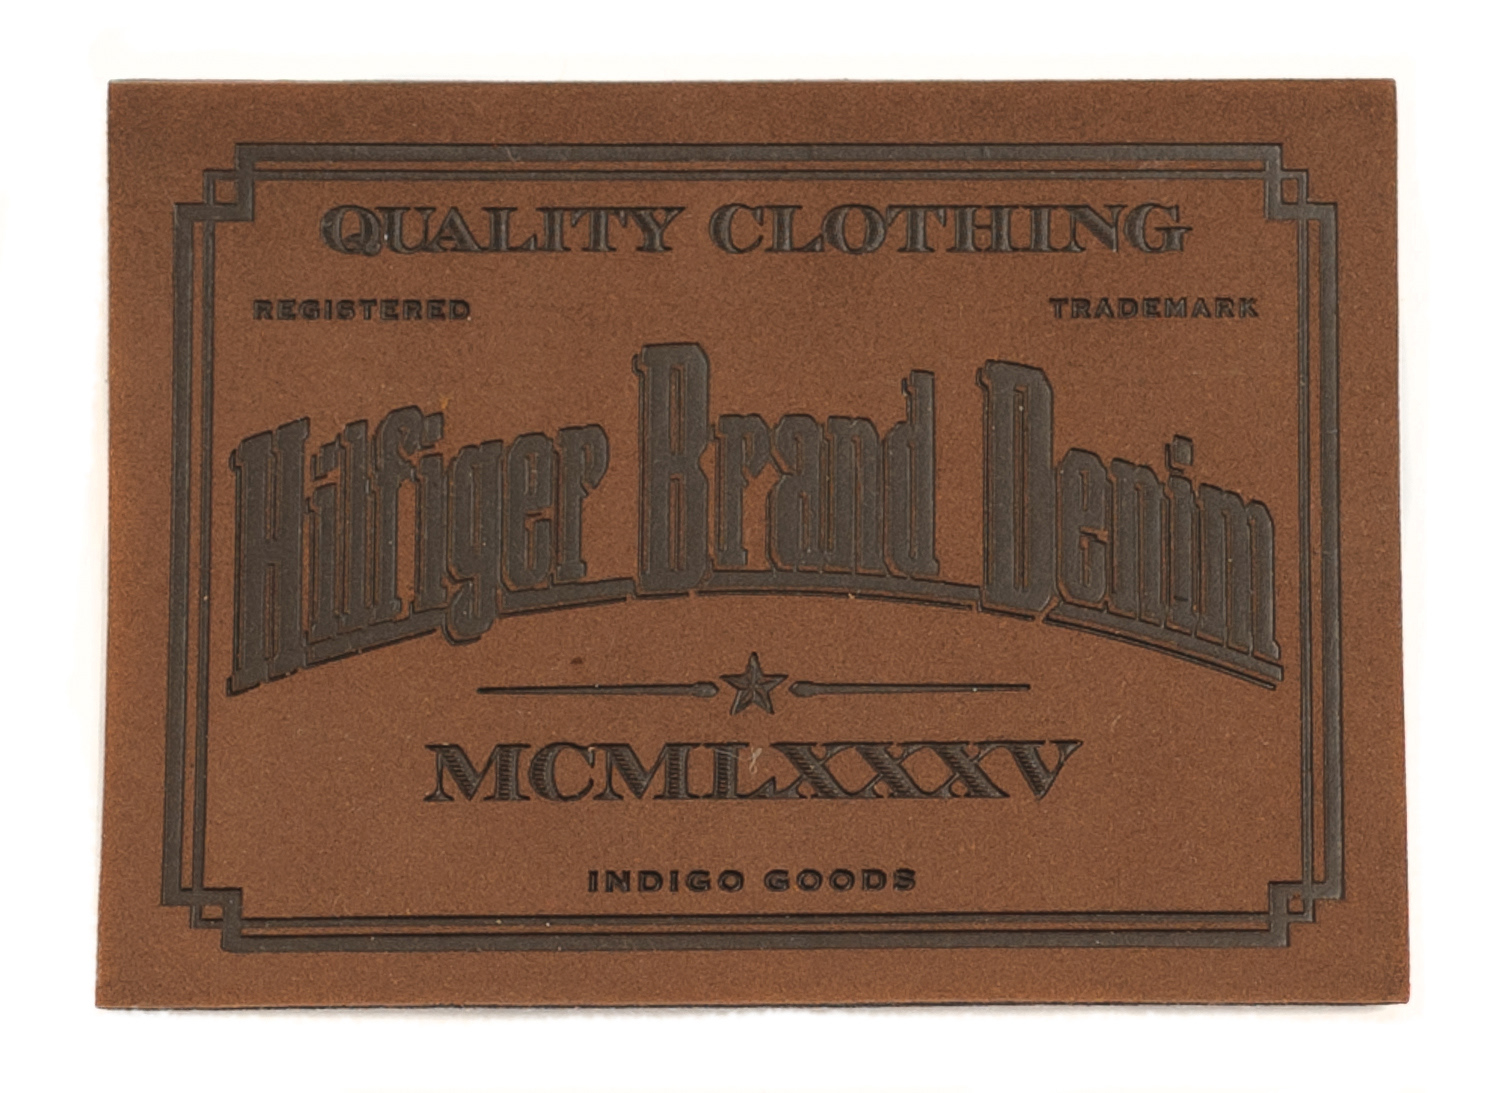 QUALITY CLOTHING
REGISTERED TRADEMARK
Hilfiger Brand Denim
MCMLXXXV
INDIGO GOODS